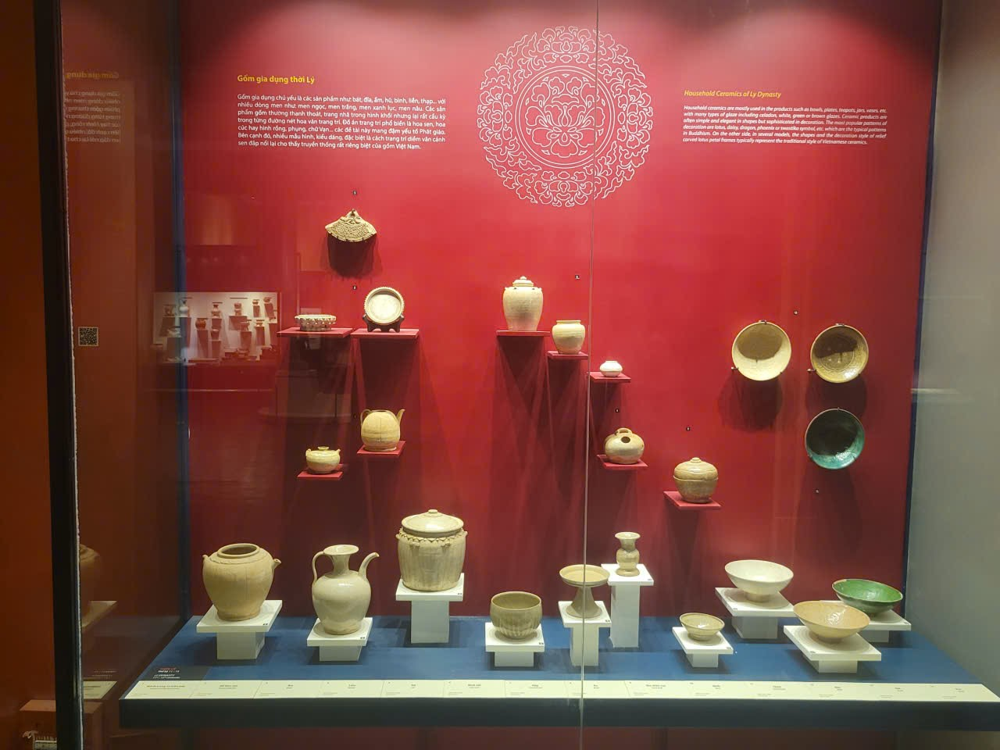 Gốm gia dụng thời Lý
Gốm gia dụng chủ yếu là các sản phẩm như: bát, đĩa, ấm, hũ, bình, liễn, thạp... với
nhiều dòng men như: men ngọc, men trắng, men xanh lục, men nâu. Các sản
phẩm gốm thường thanh thoát, trang nhã trong hình khối nhưng lại rất cầu kỳ
trong từng đường nét hoa văn trang trí. Đồ án trang trí phổ biến là hoa sen, hoa
cúc hay hình rồng, phụng, chữ Vạn... các đề tài này mang đậm yếu tố Phật giáo.
Bên cạnh đó, nhiều mẫu hình, kiểu dáng, đặc biệt là cách trang trí diềm văn cánh
sen đắp nổi lại cho thấy truyền thống rất riêng biệt của gốm Việt Nam.
Household Ceramics of Ly Dynasty
Household ceramics are mostly used in the products such as bowls, plates, teapots, jars, vases, etc.
with many types of glaze including celadon, white, green or brown glazes. Ceramic products are
often simple and elegant in shapes but sophisticated in decoration. The most popular patterns of
decoration are lotus, daisy, dragon, phoenix or swastika symbol, etc. which are the typical patterns
in Buddhism. On the other side, in several models, the shapes and the decoration style of relief
carved lotus petal frames typically represent the traditional style of Vietnamese ceramics.